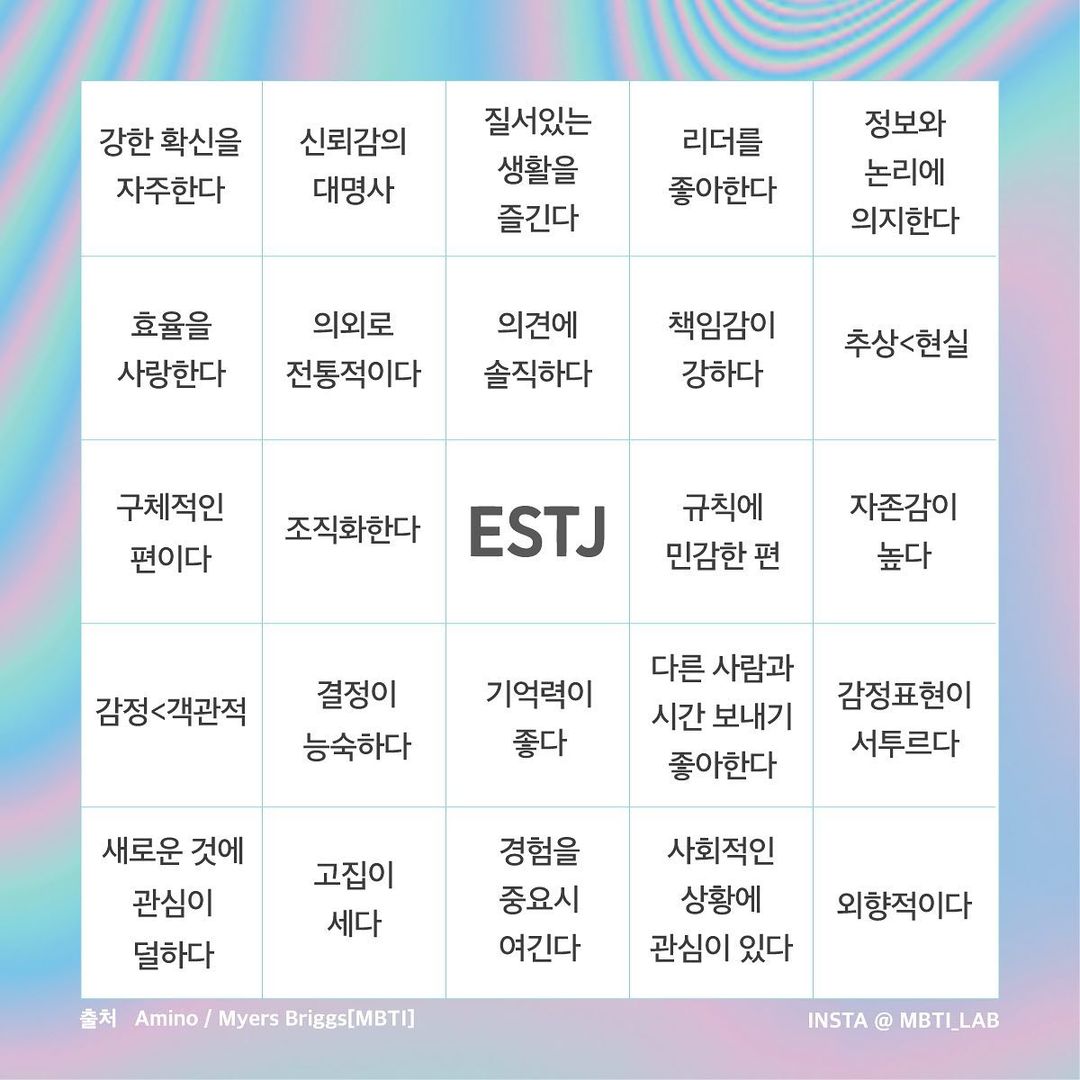 강한 확신을
자주한다
신뢰감의
대명사
질서있는
생활을
즐긴다
리더를
좋아한다
정보와
논리에
의지한다
효율을
사랑한다
의외로
전통적이다
의견에
솔직하다
책임감이
강하다
추상<현실
구체적인
편이다
조직화한다
ESTJ
규칙에
민감한 편
자존감이
높다
감정<객관적
결정이
능숙하다
기억력이
좋다
다른 사람과
시간 보내기
좋아한다
감정표현이
서투르다
새로운 것에
관심이
덜하다
고집이
세다
경험을
중요시
여긴다
사회적인
상황에
관심이 있다
외향적이다
출처 Amino / Myers Briggs[MBTI]
INSTA @ MBTI_LAB